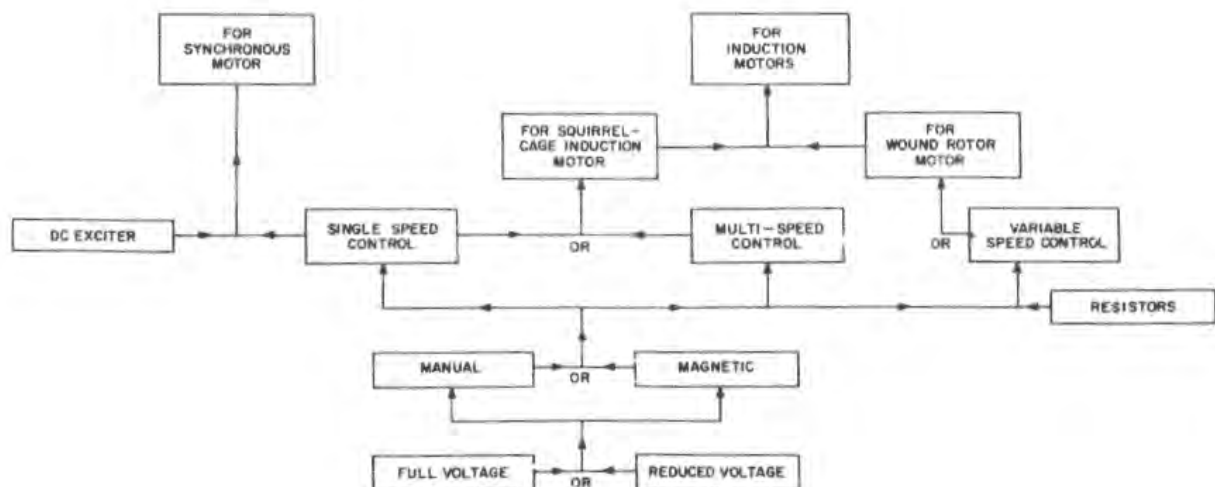 FOR
SYNCHRONOUS
MOTOR
FOR
INDUCTION
MOTORS
FOR SQUIRREL-
CAGE INDUCTION
MOTOR
FOR
WOUND ROTOR
MOTOR
DC EXCITER
SINGLE SPEED
CONTROL
OR
MULTI-SPEED
CONTROL
OR
VARIABLE
SPEED CONTROL
RESISTORS
MANUAL
OR
MAGNETIC
FULL VOLTAGE
OR
REDUCED VOLTAGE